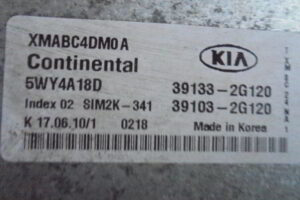 XMABC4DM0A
Continental KIA
5WY4A18D 39133-2G120
Index 02 SIM2K-341 39103-2G120
K 17.06.10/1 0218 Made in Korea